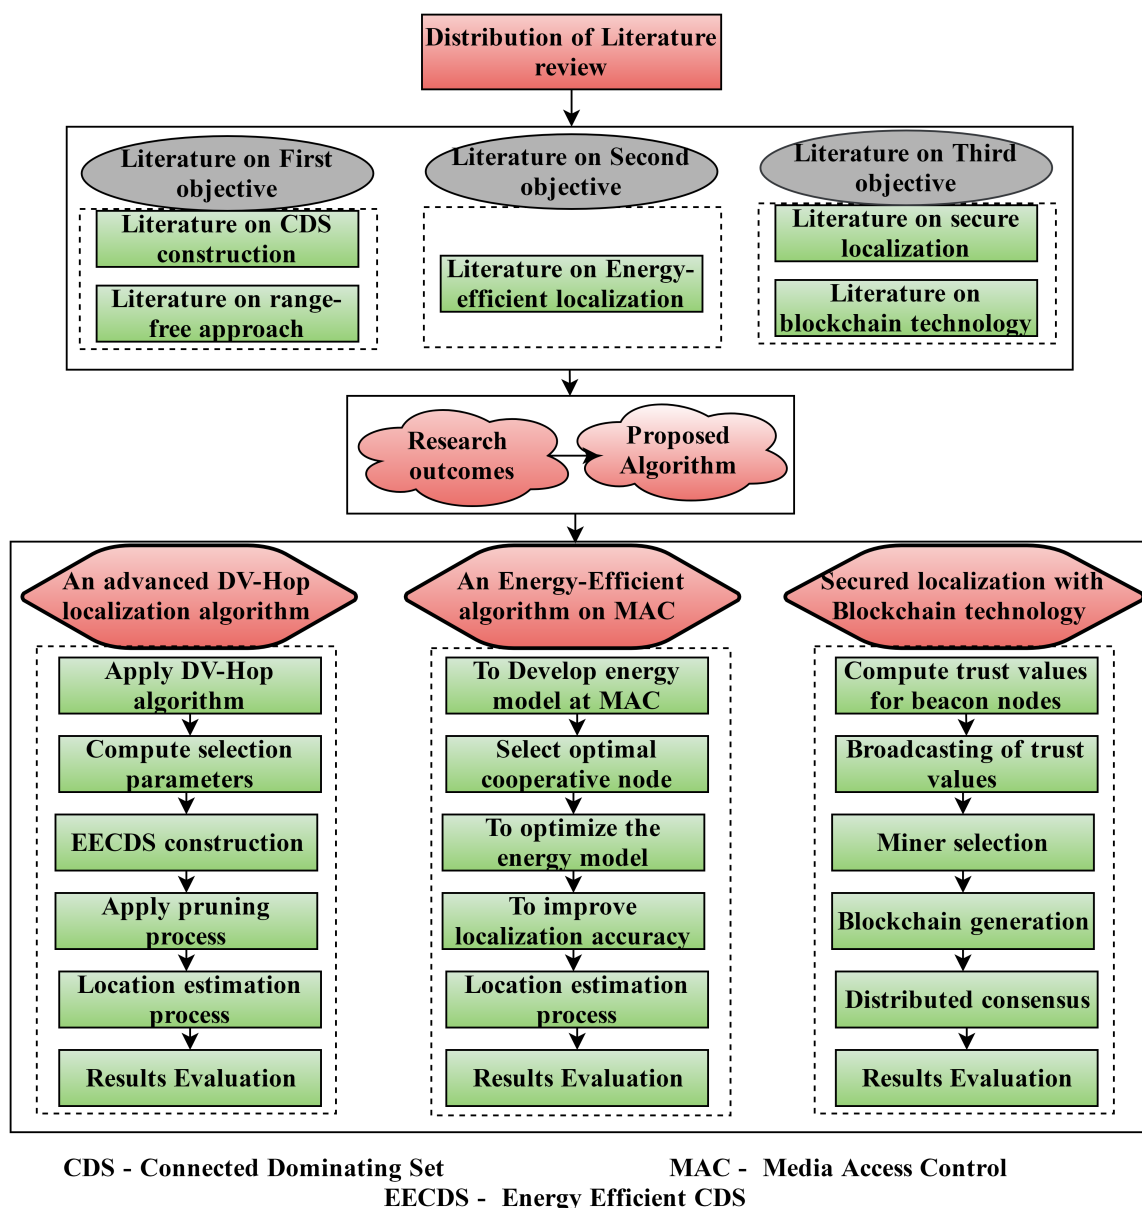 Distribution of Literature
review
Literature on First
objective
Literature on CDS
construction
Literature on range-
free approach
Literature on Second
objective
Literature on Energy-
efficient localization
Literature on Third
objective
Literature on secure
localization
Literature on
blockchain technology
Research
outcomes
Proposed
Algorithm
An advanced DV-Hop
localization algorithm
Apply DV-Hop
algorithm
Compute selection
parameters
EECDS construction
Apply pruning
process
Location estimation
process
Results Evaluation
An Energy-Efficient
algorithm on MAC
To Develop energy
model at MAC
Select optimal
cooperative node
To optimize the
energy model
To improve
localization accuracy
Location estimation
process
Results Evaluation
Secured localization with
Blockchain technology
Compute trust values
for beacon nodes
Broadcasting of trust
values
Miner selection
Blockchain generation
Distributed consensus
Results Evaluation
CDS - Connected Dominating Set
MAC - Media Access Control
EECDS - Energy Efficient CDS